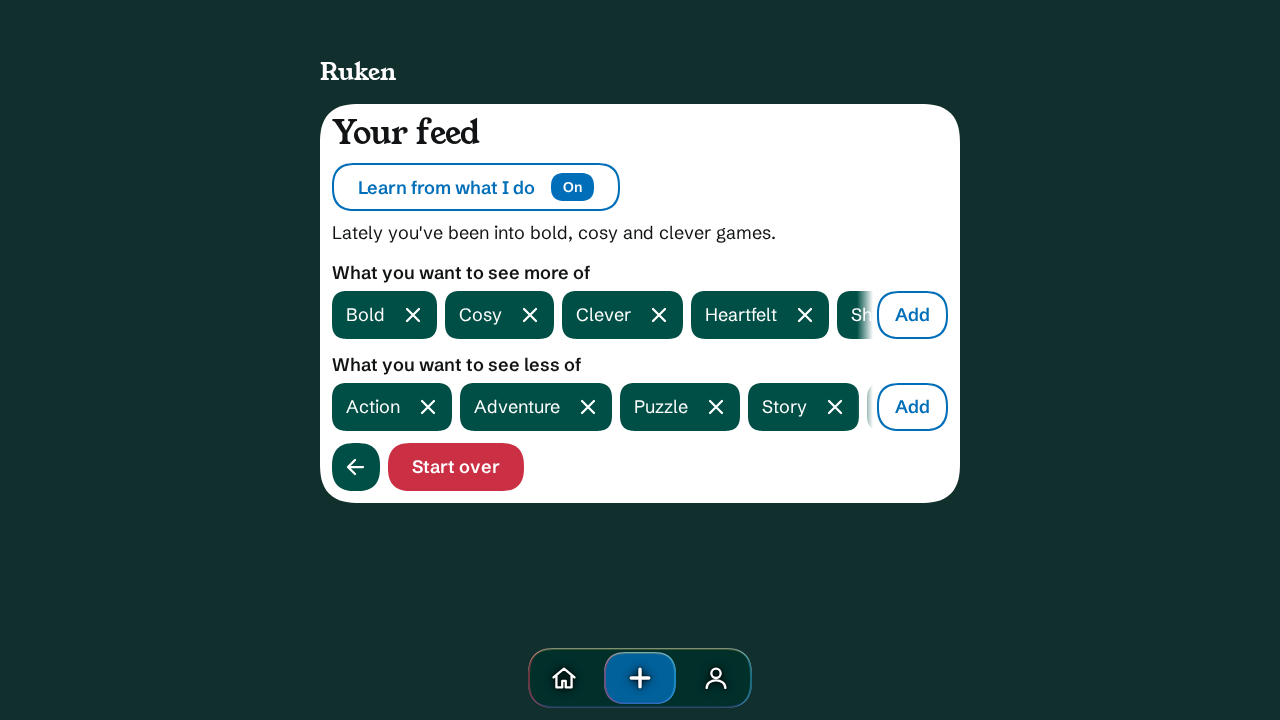 Ruken
Your feed
Learn from what I do On
Lately you've been into bold, cosy and clever games.
What you want to see more of
Bold Cosy Clever Heartfelt Add
What you want to see less of
Action Adventure Puzzle Story Add
Start over